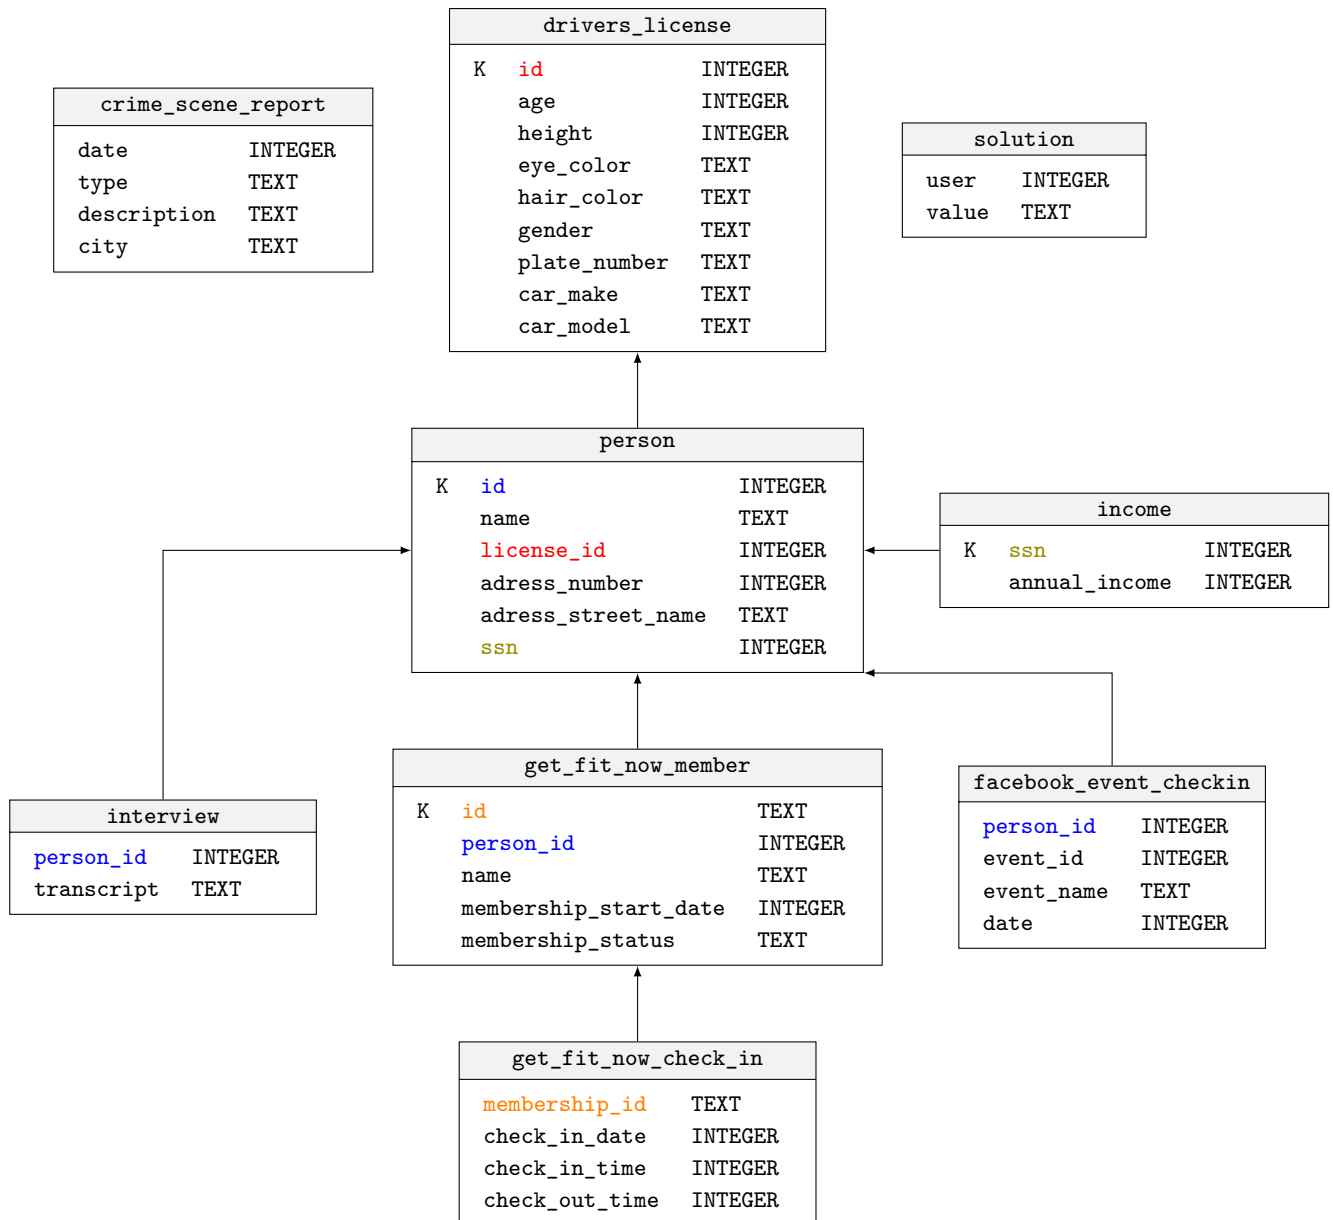 drivers_license
K id INTEGER
age INTEGER
height INTEGER
eye_color TEXT
hair_color TEXT
gender TEXT
plate_number TEXT
car_make TEXT
car_model TEXT
crime_scene_report
date INTEGER
type TEXT
description TEXT
city TEXT
solution
user INTEGER
value TEXT
person
K id INTEGER
name TEXT
license_id INTEGER
adress_number INTEGER
adress_street_name TEXT
ssn INTEGER
income
K ssn INTEGER
annual_income INTEGER
interview
person_id INTEGER
transcript TEXT
get_fit_now_member
K id TEXT
person_id INTEGER
name TEXT
membership_start_date INTEGER
membership_status TEXT
facebook_event_checkin
person_id INTEGER
event_id INTEGER
event_name TEXT
date INTEGER
get_fit_now_check_in
membership_id TEXT
check_in_date INTEGER
check_in_time INTEGER
check_out_time INTEGER